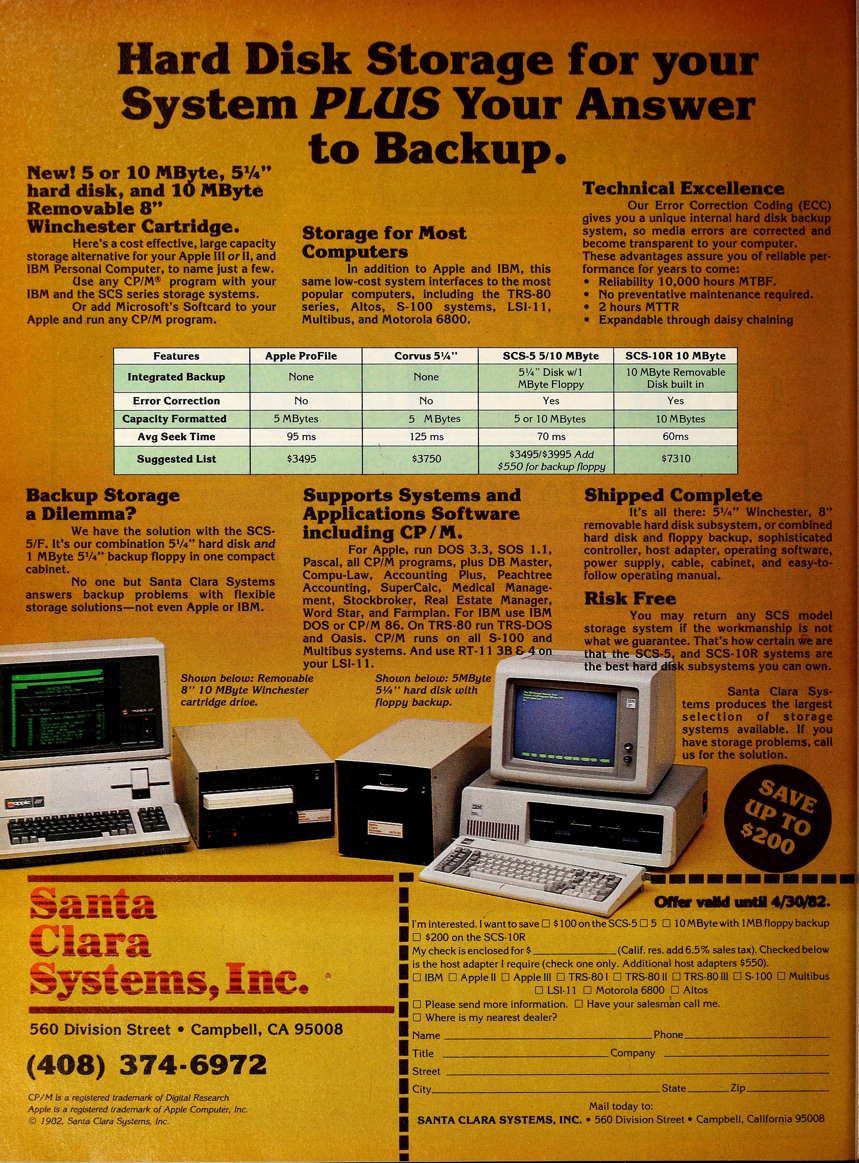 Hard Disk Storage for your
System PLUS Your Answer
to Backup.
New! 5 or 10 MByte, 5¼”
hard disk, and 10 MByte
Removable 8”
Winchester Cartridge.
Here's a cost effective, large capacity
storage alternative for your Apple III or II, and
IBM Personal Computer, to name just a few.
Use any CP/M® program with your
IBM and the SCS series storage systems.
Or add Microsoft's Softcard to your
Apple and run any CP/M program.
Storage for Most
Computers
In addition to Apple and IBM, this
same low-cost system interfaces to the most
popular computers, including the TRS-80
series, Altos, S-100 systems, LSI-11,
Multibus, and Motorola 6800.
Technical Excellence
Our Error Correction Coding (ECC)
gives you a unique internal hard disk backup
system, so media errors are corrected and
become transparent to your computer.
These advantages assure you of reliable per-
formance for years to come:
• Reliability 10,000 hours MTBF.
• No preventative maintenance required.
• 2 hours MTTR
• Expandable through daisy chaining
Features Apple ProFile Corvus 5¼” SCS-5 5/10 MByte SCS-10R 10 MByte
Integrated Backup None None 5¼” Disk w/1 MByte Floppy 10 MByte Removable Disk built in
Error Correction No No Yes Yes
Capacity Formatted 5 MBytes 5 MBytes 5 or 10 MBytes 10 MBytes
Avg Seek Time 95 ms 125 ms 70 ms 60ms
Suggested List $3495 $3750 $3495/$3995 Add $550 for backup floppy $7310
Backup Storage
a Dilemma?
We have the solution with the SCS-
5/F. It's our combination 5¼” hard disk and
1 MByte 5¼” backup floppy in one compact
cabinet.
No one but Santa Clara Systems
answers backup problems with flexible
storage solutions—not even Apple or IBM.
Supports Systems and
Applications Software
including CP/M.
For Apple, run DOS 3.3, SOS 1.1,
Pascal, all CP/M programs, plus DB Master,
Compu-Law, Accounting Plus, Peachtree
Accounting, SuperCalc, Medical Manage-
ment, Stockbroker, Real Estate Manager,
Word Star, and Farmplan. For IBM use IBM
DOS or CP/M 86. On TRS-80 run TRS-DOS
and Oasis. CP/M runs on all S-100 and
Multibus systems. And use RT-11 3B & 4 on
your LSI-11.
Shipped Complete
It's all there: 5¼” Winchester, 8”
removable hard disk subsystem, or combined
hard disk and floppy backup, sophisticated
controller, host adapter, operating software,
power supply, cable, cabinet, and easy-to-
follow operating manual.
Risk Free
You may return any SCS model
storage system if the workmanship is not
what we guarantee. That's how certain we are
that the SCS-5, and SCS-10R systems are
the best hard disk subsystems you can own.
Santa Clara Sys-
tems produces the largest
selection of storage
systems available. If you
have storage problems, call
us for the solution.
Shown below: Removable
8” 10 MByte Winchester
cartridge drive.
Shown below: 5MByte
5¼” hard disk with
floppy backup.
apple III
IBM
SAVE
UP TO
$200
Santa
Clara
Systems, Inc.
560 Division Street • Campbell, CA 95008
(408) 374-6972
CP/M is a registered trademark of Digital Research
Apple is a registered trademark of Apple Computer, Inc.
© 1982, Santa Clara Systems, Inc.
Offer valid until 4/30/82.
I'm interested. I want to save □ $100 on the SCS-5 □ 5 □ 10 MByte with 1MB floppy backup
□ $200 on the SCS-10R
My check is enclosed for $ (Calif. res. add 6.5% sales tax). Checked below
is the host adapter I require (check one only. Additional host adapters $550).
□ IBM □ Apple II □ Apple III □ TRS-80 I □ TRS-80 II □ TRS-80 III □ S-100 □ Multibus
□ LSI-11 □ Motorola 6800 □ Altos
□ Please send more information. □ Have your salesman call me.
□ Where is my nearest dealer?
Name Phone
Title Company
Street
City State Zip
Mail today to:
SANTA CLARA SYSTEMS, INC. • 560 Division Street • Campbell, California 95008